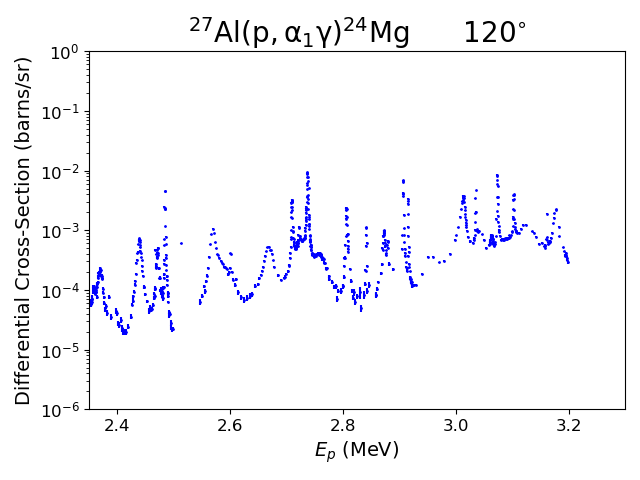 ²⁷Al(p, α₁γ)²⁴Mg 120°
Differential Cross-Section (barns/sr)
10⁰
10⁻¹
10⁻²
10⁻³
10⁻⁴
10⁻⁵
10⁻⁶
2.4 2.6 2.8 3.0 3.2
Eₚ (MeV)